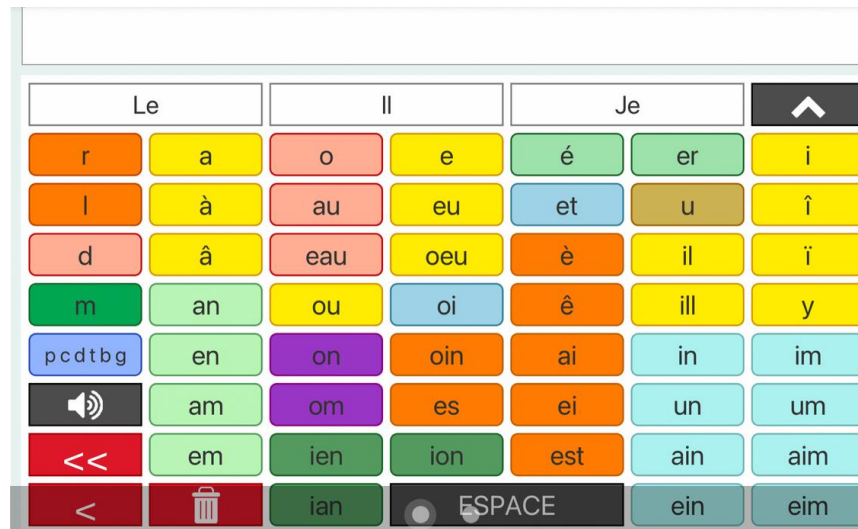 Le Il Je
r a o e é er i
l à au eu et u î
d â eau oeu è il ï
m an ou oi ê ill y
pcdtbg en on oin ai in im
am om es ei un um
<< em ien ion est ain aim
< ian ESPACE ein eim